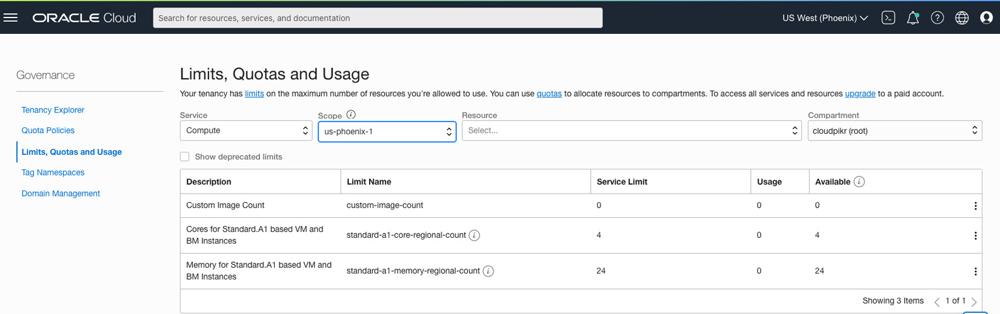 ORACLE Cloud
Search for resources, services, and documentation
US West (Phoenix)
Governance
Tenancy Explorer
Quota Policies
Limits, Quotas and Usage
Tag Namespaces
Domain Management
Limits, Quotas and Usage
Your tenancy has limits on the maximum number of resources you're allowed to use. You can use quotas to allocate resources to compartments. To access all services and resources upgrade to a paid account.
Service Scope Resource Compartment
Compute us-phoenix-1 Select... cloudpikr (root)
Show deprecated limits
Description Limit Name Service Limit Usage Available
Custom Image Count custom-image-count 0 0 0
Cores for Standard.A1 based VM and
BM Instances
standard-a1-core-regional-count 4 0 4
Memory for Standard.A1 based VM and
BM Instances
standard-a1-memory-regional-count 24 0 24
Showing 3 Items 1 of 1